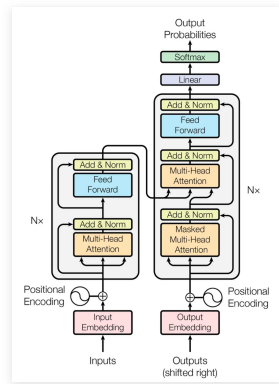 Output
Probabilities
Softmax
Linear
Add & Norm
Feed
Forward
Add & Norm
Multi-Head
Attention
Add & Norm
Masked
Multi-Head
Attention
Nx
Positional
Encoding
Output
Embedding
Outputs
(shifted right)
Add & Norm
Feed
Forward
Add & Norm
Multi-Head
Attention
Nx
Positional
Encoding
Input
Embedding
Inputs